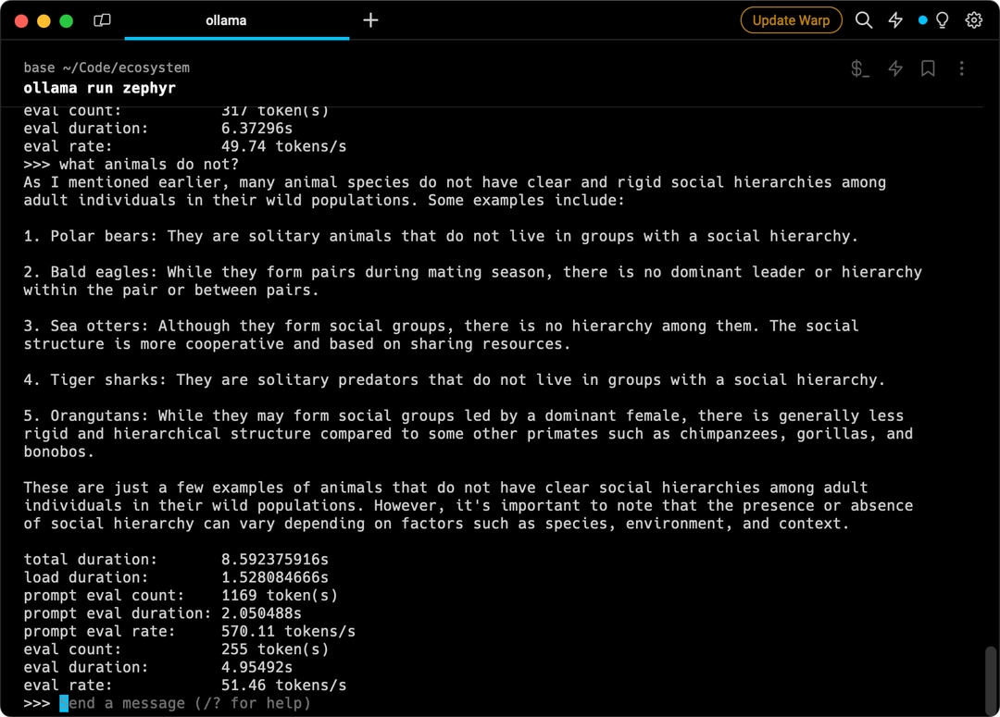 ollama
Update Warp
base ~/Code/ecosystem
ollama run zephyr
eval count:           317 token(s)
eval duration:        6.37296s
eval rate:            49.74 tokens/s
>>> what animals do not?
As I mentioned earlier, many animal species do not have clear and rigid social hierarchies among
adult individuals in their wild populations. Some examples include:
1. Polar bears: They are solitary animals that do not live in groups with a social hierarchy.
2. Bald eagles: While they form pairs during mating season, there is no dominant leader or hierarchy
within the pair or between pairs.
3. Sea otters: Although they form social groups, there is no hierarchy among them. The social
structure is more cooperative and based on sharing resources.
4. Tiger sharks: They are solitary predators that do not live in groups with a social hierarchy.
5. Orangutans: While they may form social groups led by a dominant female, there is generally less
rigid and hierarchical structure compared to some other primates such as chimpanzees, gorillas, and
bonobos.
These are just a few examples of animals that do not have clear social hierarchies among adult
individuals in their wild populations. However, it's important to note that the presence or absence
of social hierarchy can vary depending on factors such as species, environment, and context.
total duration:       8.592375916s
load duration:        1.528084666s
prompt eval count:    1169 token(s)
prompt eval duration: 2.050488s
prompt eval rate:     570.11 tokens/s
eval count:           255 token(s)
eval duration:        4.95492s
eval rate:            51.46 tokens/s
>>> end a message (/? for help)